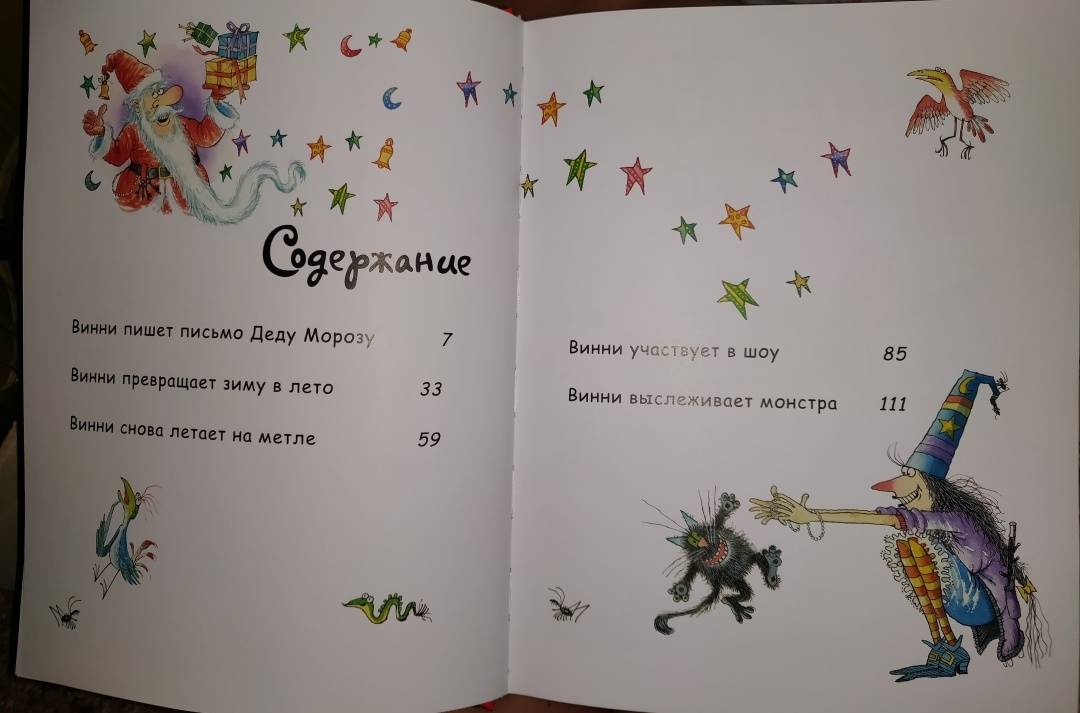 Содержание
Винни пишет письмо Деду Морозу 7
Винни превращает зиму в лето 33
Винни снова летает на метле 59
Винни участвует в шоу 85
Винни выслеживает монстра 111